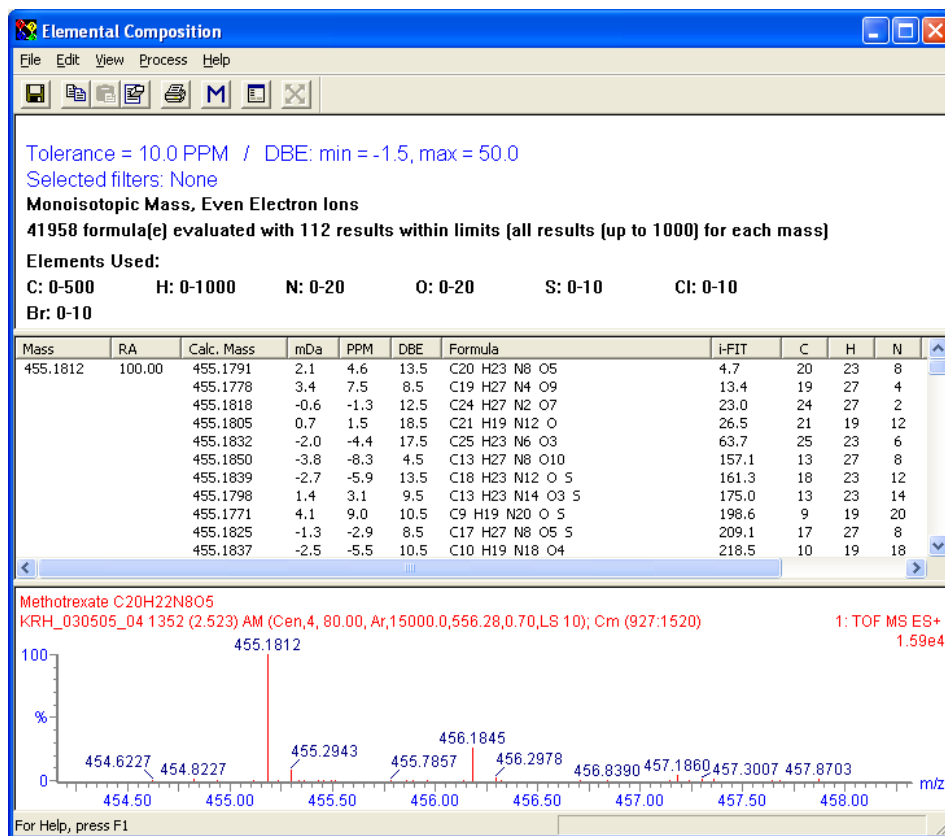 Elemental Composition
File Edit View Process Help
M
Tolerance = 10.0 PPM / DBE: min = -1.5, max = 50.0
Selected filters: None
Monoisotopic Mass, Even Electron Ions
41958 formula(e) evaluated with 112 results within limits (all results (up to 1000) for each mass)
Elements Used:
C: 0-500 H: 0-1000 N: 0-20 O: 0-20 S: 0-10 Cl: 0-10
Br: 0-10
Mass RA Calc. Mass mDa PPM DBE Formula i-FIT C H N
455.1812 100.00 455.1791 2.1 4.6 13.5 C20 H23 N8 O5 4.7 20 23 8
455.1778 3.4 7.5 8.5 C19 H27 N4 O9 13.4 19 27 4
455.1818 -0.6 -1.3 12.5 C24 H27 N2 O7 23.0 24 27 2
455.1805 0.7 1.5 18.5 C21 H19 N12 O 26.5 21 19 12
455.1832 -2.0 -4.4 17.5 C25 H23 N6 O3 63.7 25 23 6
455.1850 -3.8 -8.3 4.5 C13 H27 N8 O10 157.1 13 27 8
455.1839 -2.7 -5.9 13.5 C18 H23 N12 O S 161.3 18 23 12
455.1798 1.4 3.1 9.5 C13 H23 N14 O3 S 175.0 13 23 14
455.1771 4.1 9.0 10.5 C9 H19 N20 O S 198.6 9 19 20
455.1825 -1.3 -2.9 8.5 C17 H27 N8 O5 S 209.1 17 27 8
455.1837 -2.5 -5.5 10.5 C10 H19 N18 O4 218.5 10 19 18
Methotrexate C20H22N8O5
KRH_030505_04 1352 (2.523) AM (Cen,4, 80.00, Ar,15000.0,556.28,0.70,LS 10); Cm (927:1520) 1: TOF MS ES+
1.59e4
455.1812
100
%
0
454.6227 454.8227 455.2943 455.7857 456.1845 456.2978 456.8390 457.1860 457.3007 457.8703
m/z
454.50 455.00 455.50 456.00 456.50 457.00 457.50 458.00
For Help, press F1